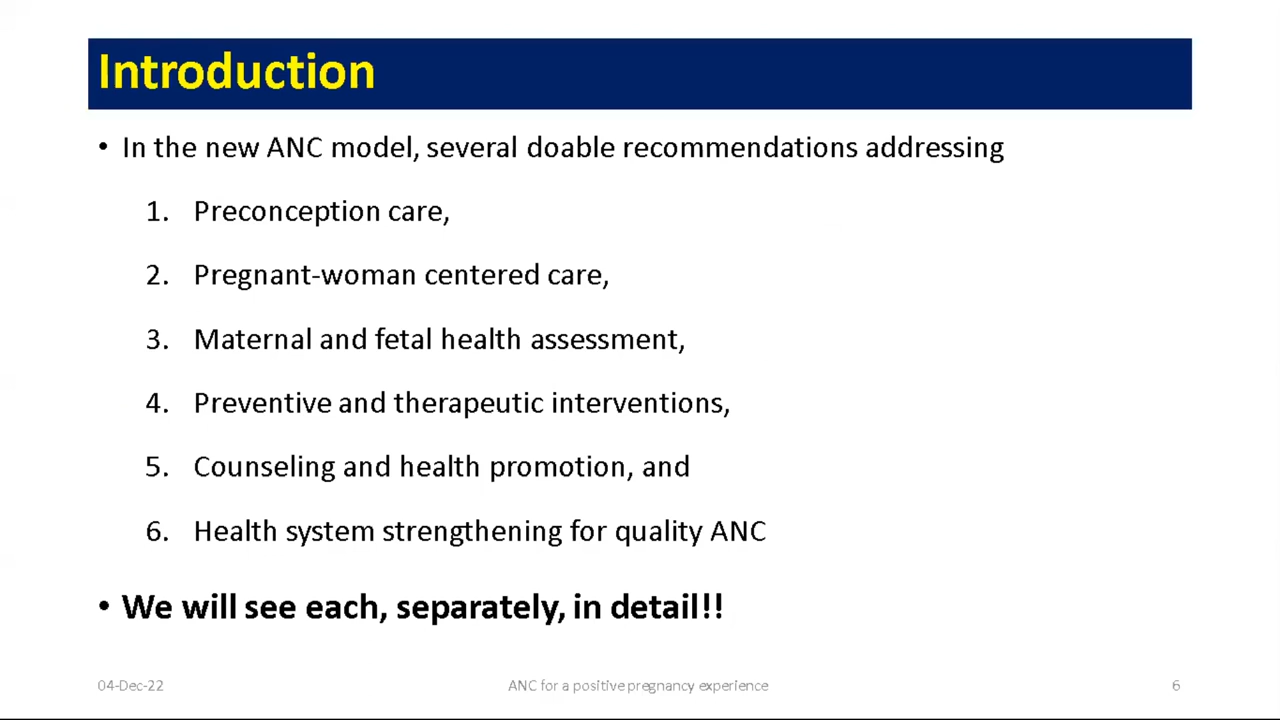 Introduction
• In the new ANC model, several doable recommendations addressing
1. Preconception care,
2. Pregnant-woman centered care,
3. Maternal and fetal health assessment,
4. Preventive and therapeutic interventions,
5. Counseling and health promotion, and
6. Health system strengthening for quality ANC
• We will see each, separately, in detail!!
04-Dec-22 ANC for a positive pregnancy experience 6